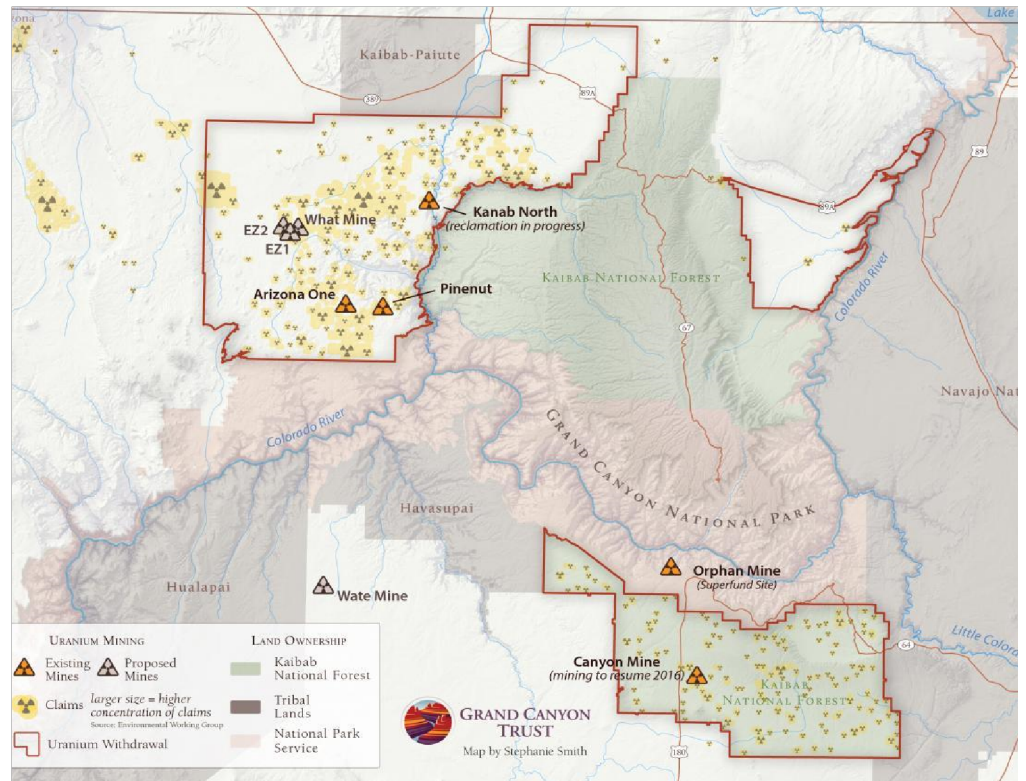 rona
Lake
Kaibab-Paiute
389
89A
89
What Mine
EZ2
EZ1
Kanab North
(reclamation in progress)
89A
Kaibab National Forest
Arizona One
Pinenut
Colorado River
67
Navajo Nat
Colorado River
Grand Canyon National Park
Havasupai
Hualapai
Wate Mine
Orphan Mine
(Superfund Site)
Little Colora
64
Canyon Mine
(mining to resume 2016)
Kaibab
National Forest
180
Uranium Mining
Existing
Mines
Proposed
Mines
Claims
larger size = higher
concentration of claims
Source: Environmental Working Group
Uranium Withdrawal
Land Ownership
Kaibab
National Forest
Tribal
Lands
National Park
Service
Grand Canyon
Trust
Map by Stephanie Smith